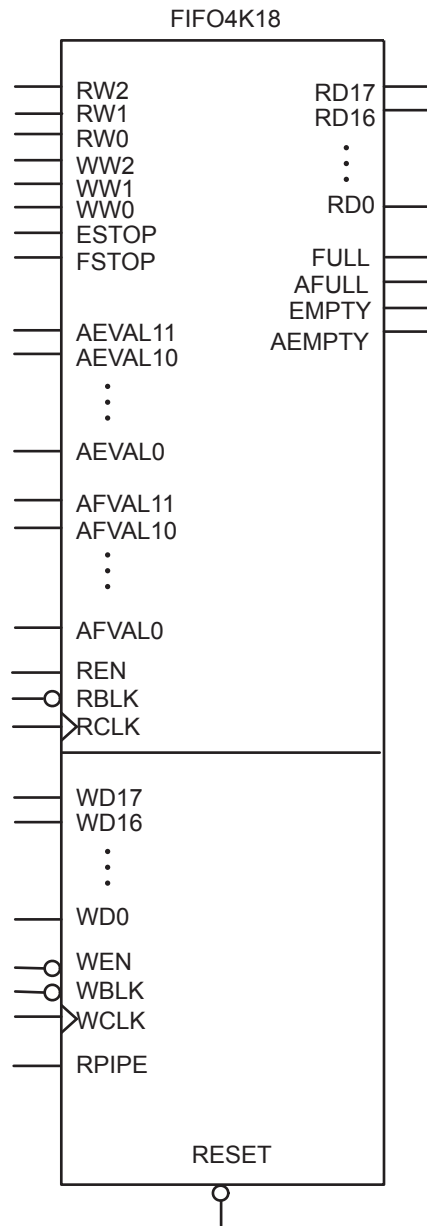 FIFO4K18
RW2 RD17
RW1 RD16
RW0
WW2
WW1
WW0 RD0
ESTOP
FSTOP FULL
AFULL
EMPTY
AEVAL11 AEMPTY
AEVAL10
AEVAL0
AFVAL11
AFVAL10
AFVAL0
REN
RBLK
RCLK
WD17
WD16
WD0
WEN
WBLK
WCLK
RPIPE
RESET